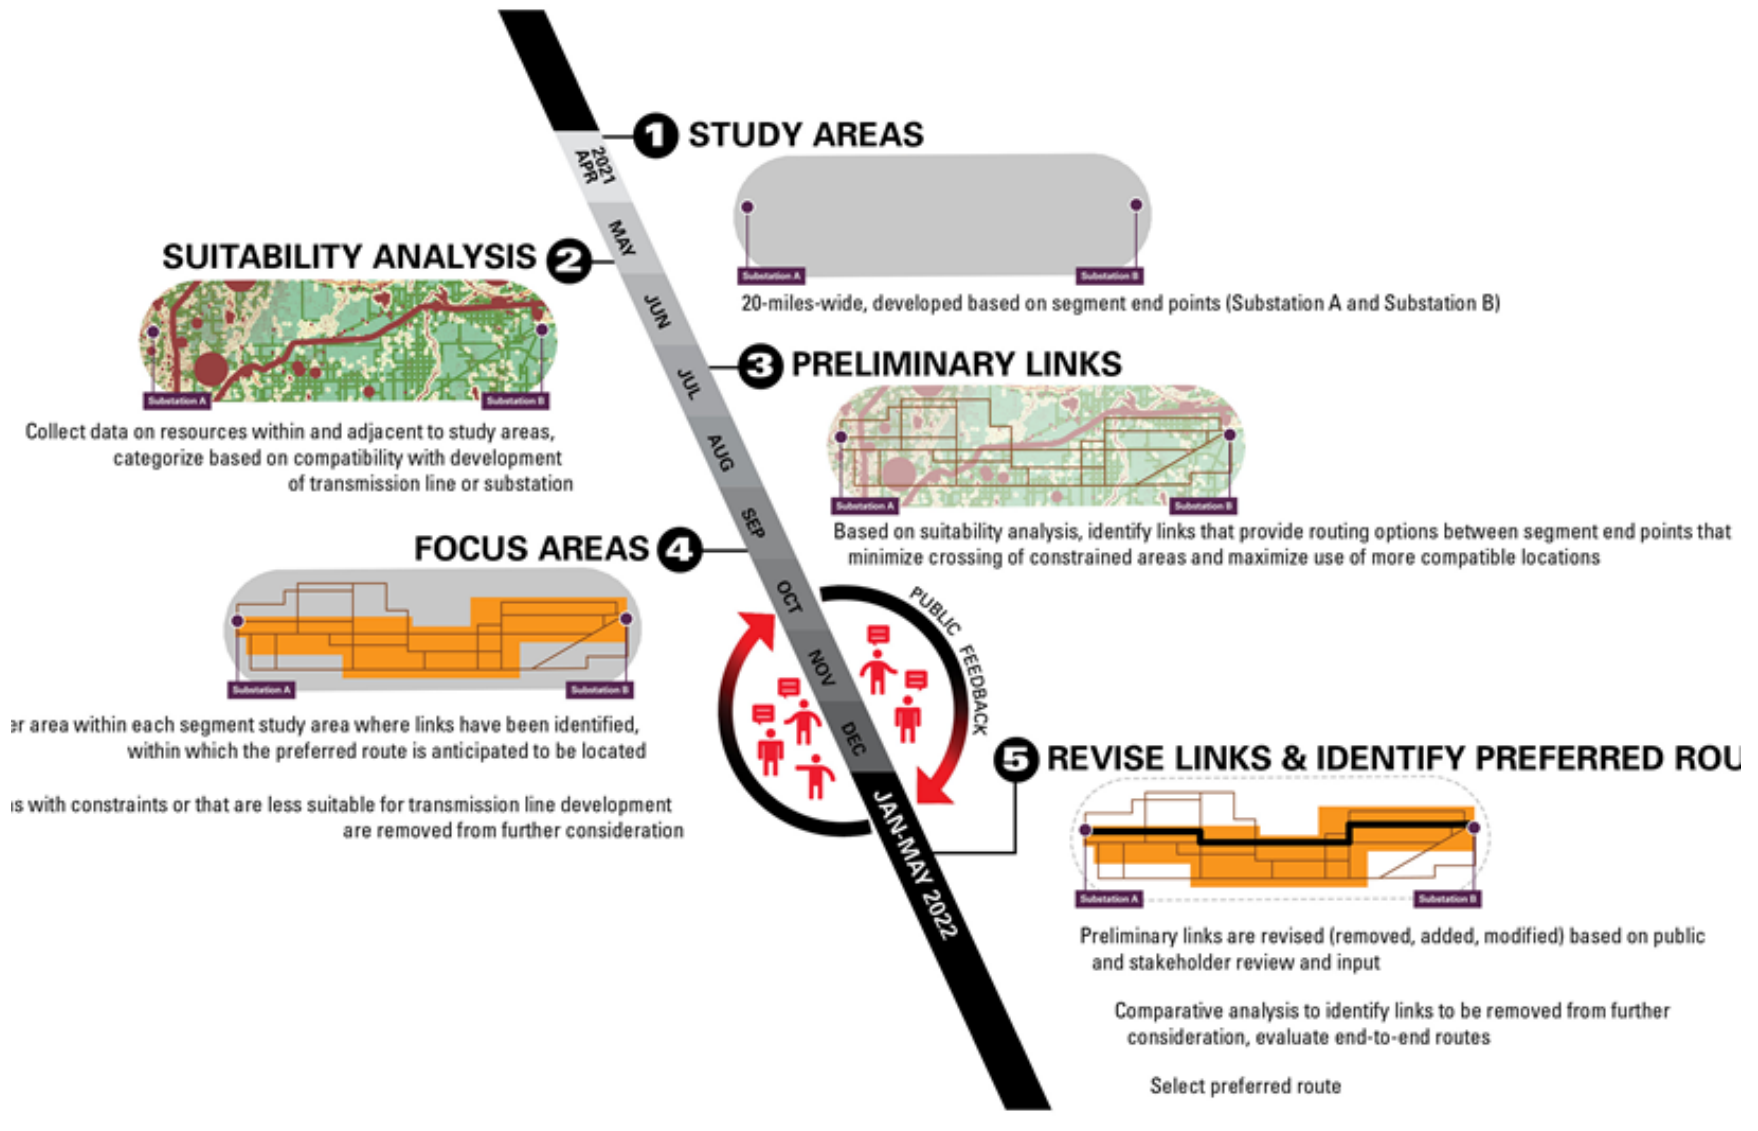 1 STUDY AREAS
Substation A
Substation B
20-miles-wide, developed based on segment end points (Substation A and Substation B)
2021
APR
MAY
JUN
JUL
AUG
SEP
OCT
NOV
DEC
JAN-MAY 2022
SUITABILITY ANALYSIS 2
Substation A
Substation B
Collect data on resources within and adjacent to study areas,
categorize based on compatibility with development
of transmission line or substation
3 PRELIMINARY LINKS
Substation A
Substation B
Based on suitability analysis, identify links that provide routing options between segment end points that
minimize crossing of constrained areas and maximize use of more compatible locations
FOCUS AREAS 4
Substation A
Substation B
area within each segment study area where links have been identified,
within which the preferred route is anticipated to be located
with constraints or that are less suitable for transmission line development
are removed from further consideration
PUBLIC FEEDBACK
5 REVISE LINKS & IDENTIFY PREFERRED ROU
Substation A
Substation B
Preliminary links are revised (removed, added, modified) based on public
and stakeholder review and input
Comparative analysis to identify links to be removed from further
consideration, evaluate end-to-end routes
Select preferred route